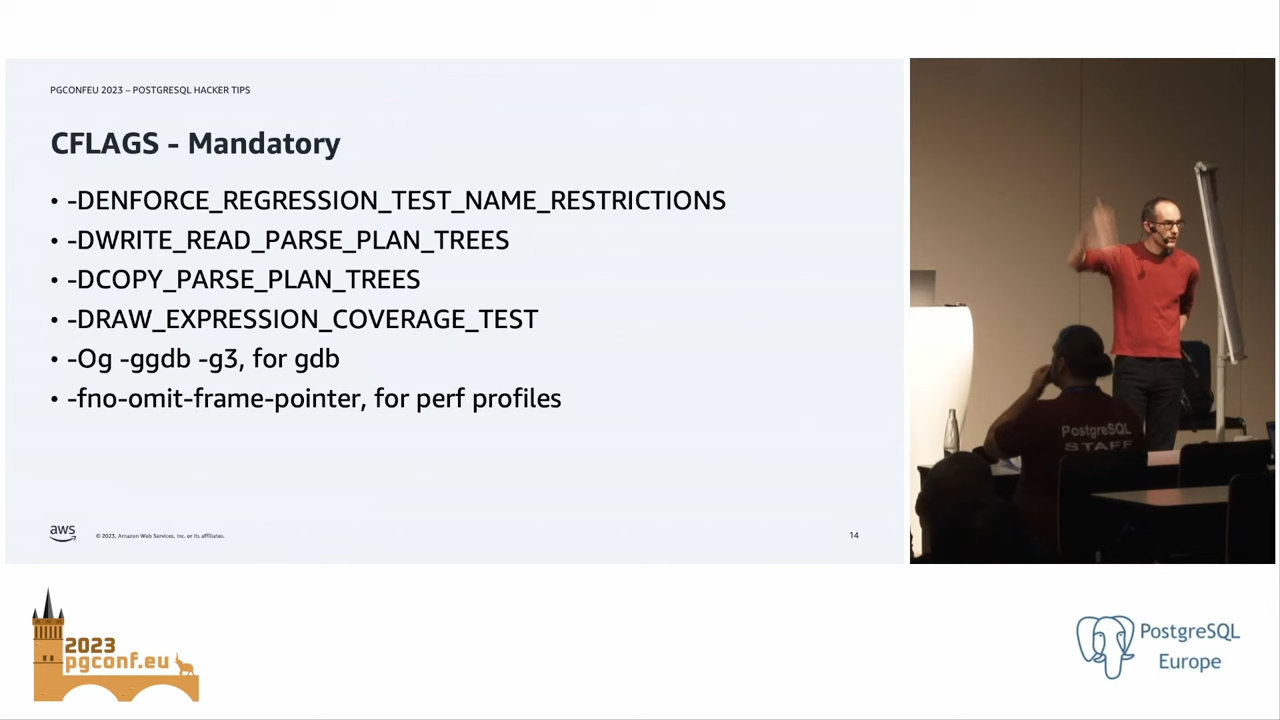 PGCONFEU 2023 – POSTGRESQL HACKER TIPS
CFLAGS - Mandatory
• -DENFORCE_REGRESSION_TEST_NAME_RESTRICTIONS
• -DWRITE_READ_PARSE_PLAN_TREES
• -DCOPY_PARSE_PLAN_TREES
• -DRAW_EXPRESSION_COVERAGE_TEST
• -Og -ggdb -g3, for gdb
• -fno-omit-frame-pointer, for perf profiles
aws
© 2023, Amazon Web Services, Inc. or its affiliates.
14
PostgreSQL
STAFF
2023
pgconf.eu
PostgreSQL
Europe